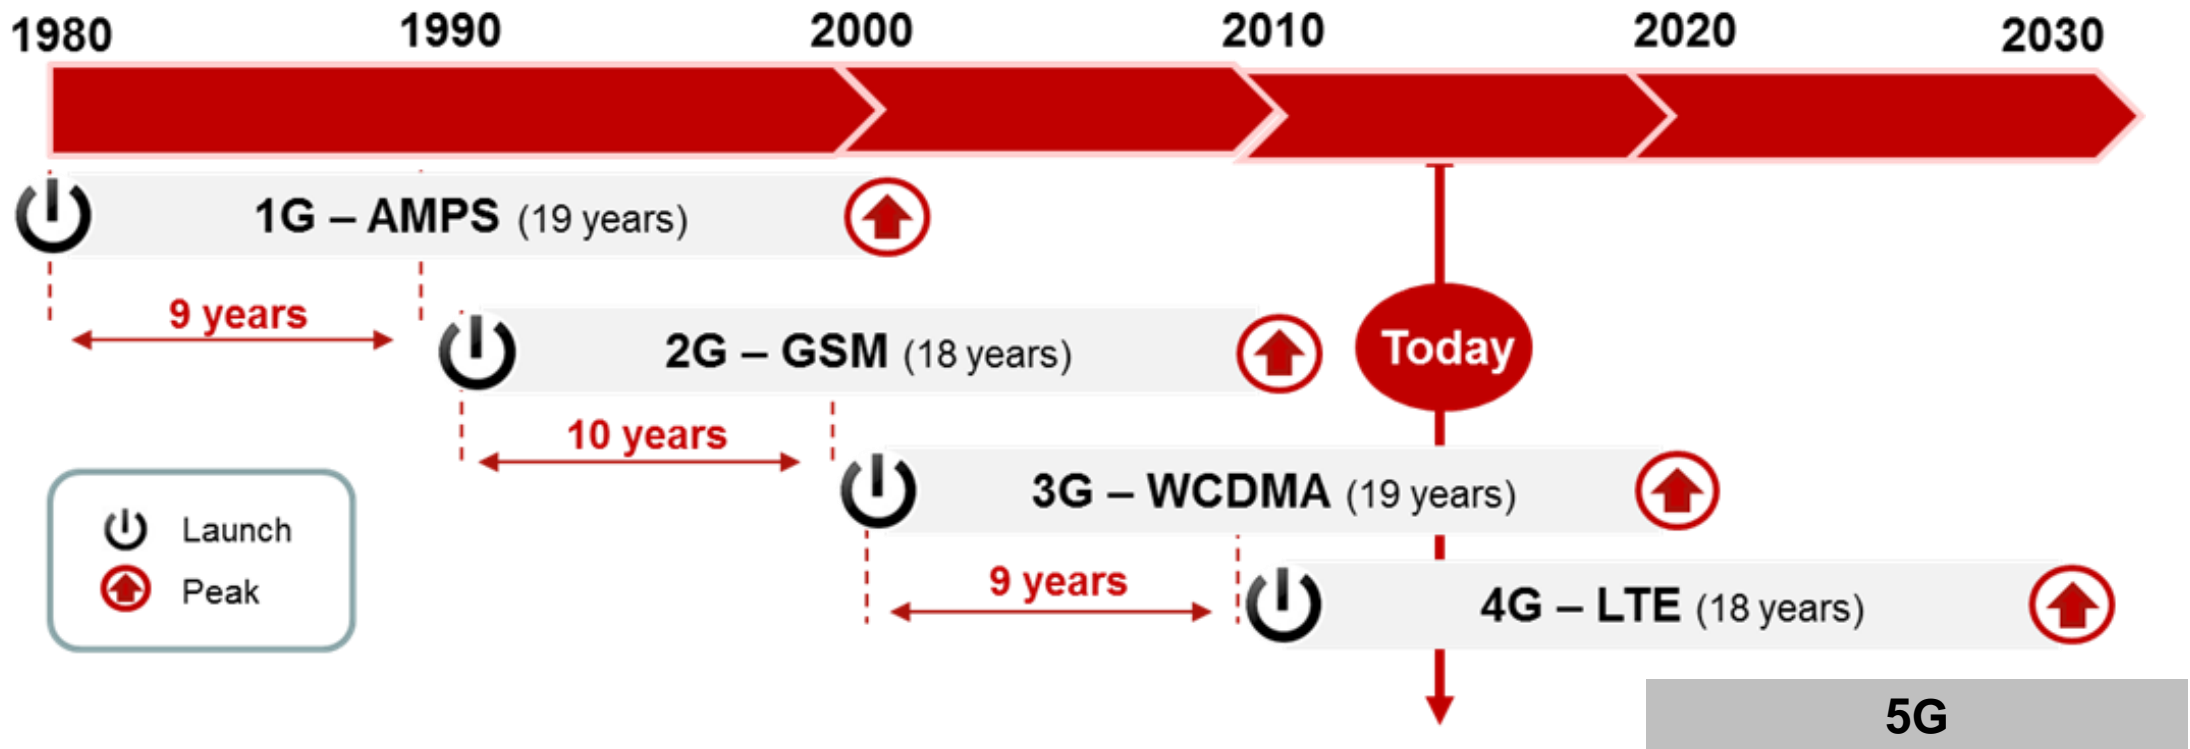 1980 1990 2000 2010 2020 2030
1G – AMPS (19 years)
9 years
2G – GSM (18 years)
Today
10 years
3G – WCDMA (19 years)
Launch
Peak
9 years
4G – LTE (18 years)
5G